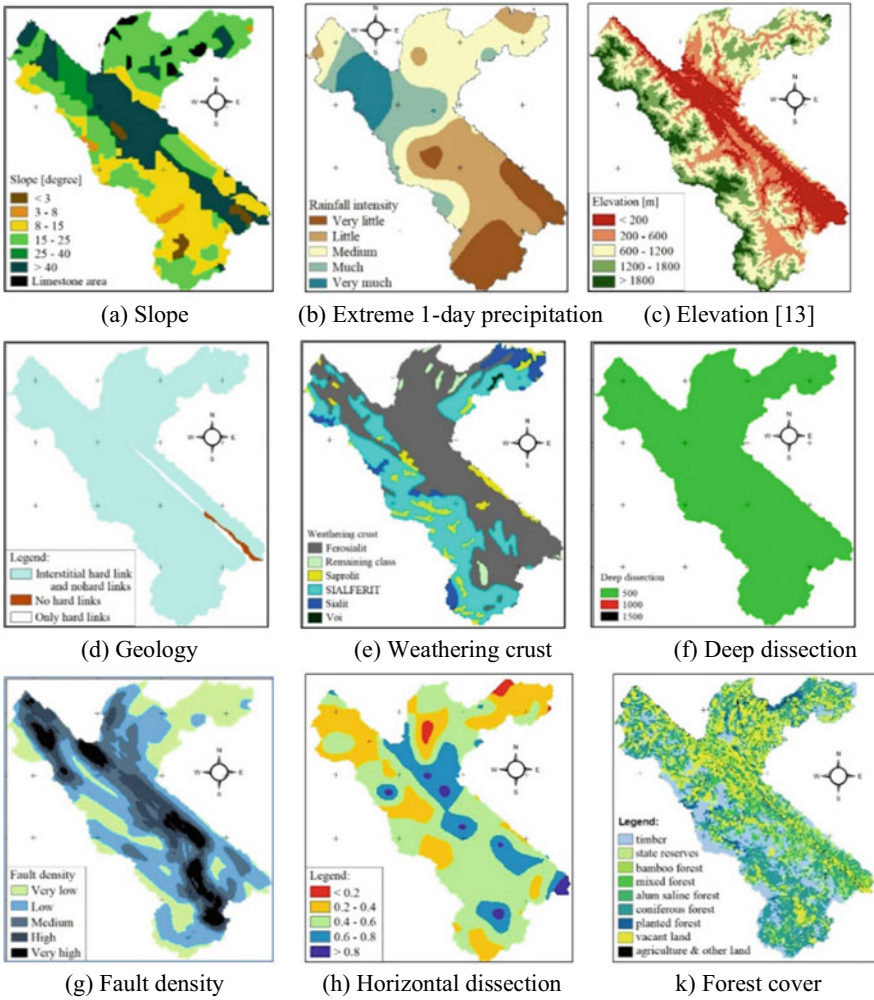 N
W E
S
Slope [degree]
< 3
3 - 8
8 - 15
15 - 25
25 - 40
> 40
Limestone area
(a) Slope
N
W E
S
Rainfall intensity
Very little
Little
Medium
Much
Very much
(b) Extreme 1-day precipitation
N
W E
S
Elevation [m]
< 200
200 - 600
600 - 1200
1200 - 1800
> 1800
(c) Elevation [13]
N
W E
S
Legend:
Interstitial hard link
and nohard links
No hard links
Only hard links
(d) Geology
N
W E
S
Weathering crust
Ferosialit
Remaining class
Saprolit
SIALFERIT
Sialit
Voi
(e) Weathering crust
N
W E
S
Deep dissection
500
1000
1500
(f) Deep dissection
N
W E
S
Fault density
Very low
Low
Medium
High
Very high
(g) Fault density
N
W E
S
Legend:
< 0.2
0.2 - 0.4
0.4 - 0.6
0.6 - 0.8
> 0.8
(h) Horizontal dissection
N
W E
S
Legend:
timber
state reserves
bamboo forest
mixed forest
alum saline forest
coniferous forest
planted forest
vacant land
agriculture & other land
(k) Forest cover